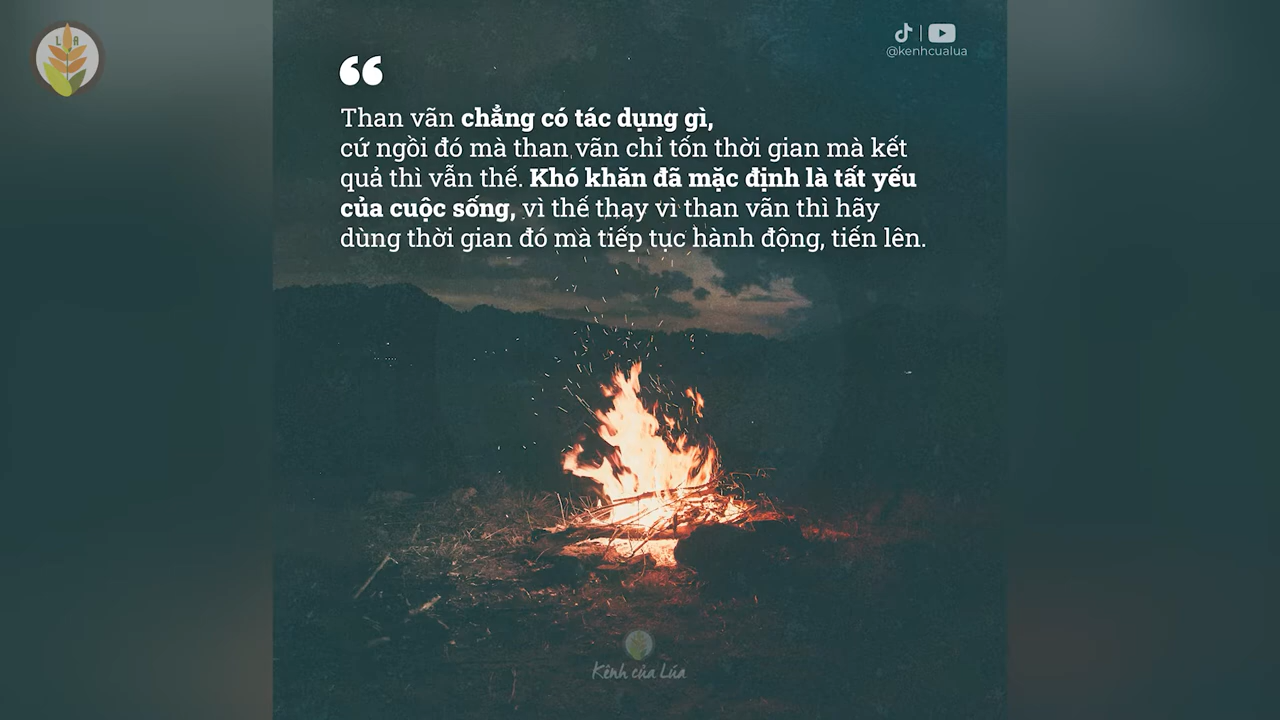 L A
@kenhcualua
Than vãn chẳng có tác dụng gì,
cứ ngồi đó mà than vãn chỉ tốn thời gian mà kết
quả thì vẫn thế. Khó khăn đã mặc định là tất yếu
của cuộc sống, vì thế thay vì than vãn thì hãy
dùng thời gian đó mà tiếp tục hành động, tiến lên.
Kênh của Lúa